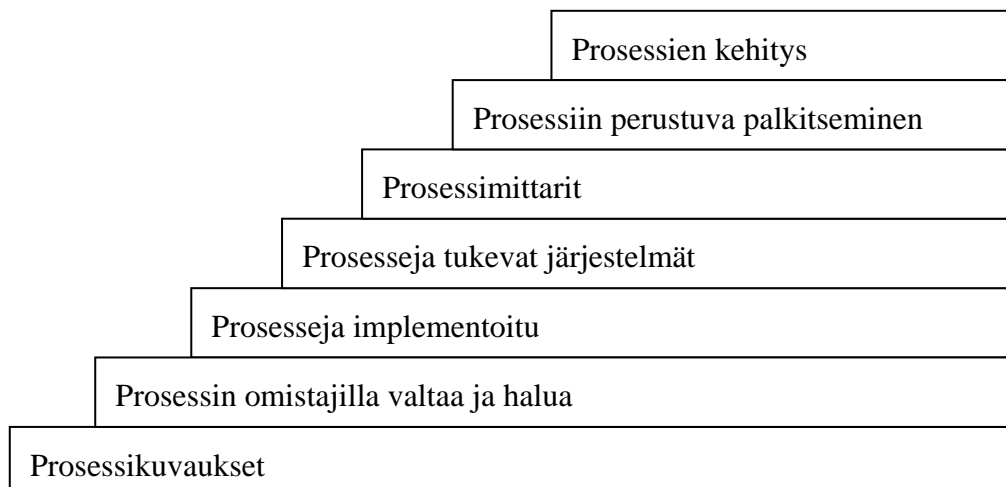 Prosessien kehitys
Prosessiin perustuva palkitseminen
Prosessimittarit
Prosesseja tukevat järjestelmät
Prosesseja implementoitu
Prosessin omistajilla valtaa ja halua
Prosessikuvaukset